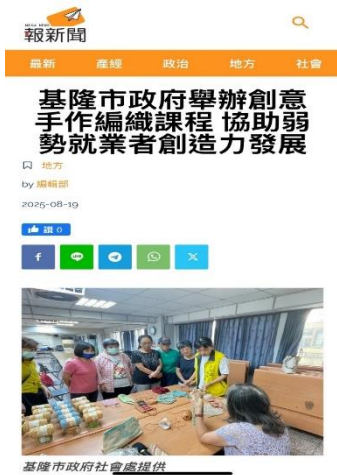 報新聞
最新 產經 政治 地方 社會
基隆市政府舉辦創意
手作編織課程 協助弱
勢就業者創造力發展
地方
by 編輯部
2025-08-19
讚 0
基隆市政府社會處提供